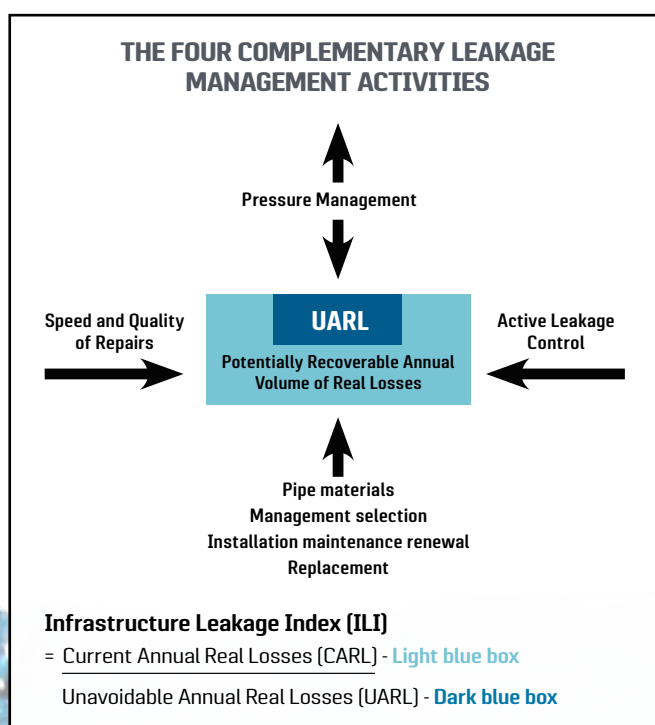 THE FOUR COMPLEMENTARY LEAKAGE
MANAGEMENT ACTIVITIES
Pressure Management
Speed and Quality
of Repairs
UARL
Potentially Recoverable Annual
Volume of Real Losses
Active Leakage
Control
Pipe materials
Management selection
Installation maintenance renewal
Replacement
Infrastructure Leakage Index (ILI)
= Current Annual Real Losses (CARL) - Light blue box
Unavoidable Annual Real Losses (UARL) - Dark blue box